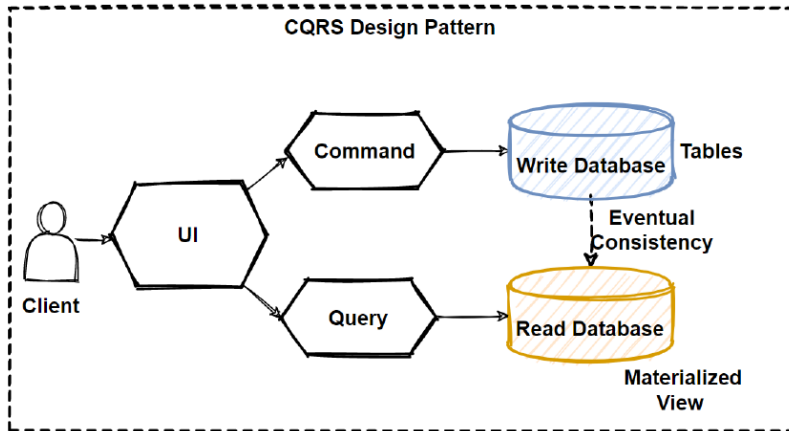 CQRS Design Pattern
Command
Write Database
Tables
UI
Eventual
Consistency
Client
Query
Read Database
Materialized
View